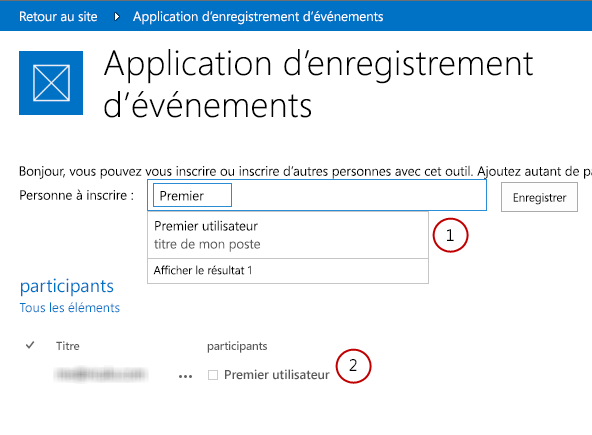 Retour au site Application d'enregistrement d'événements
Application d'enregistrement
d'événements
Bonjour, vous pouvez vous inscrire ou inscrire d'autres personnes avec cet outil. Ajoutez autant de
Personne à inscrire : Premier Enregistrer
Premier utilisateur
titre de mon poste
1
Afficher le résultat 1
participants
Tous les éléments
Titre participants
2
... Premier utilisateur